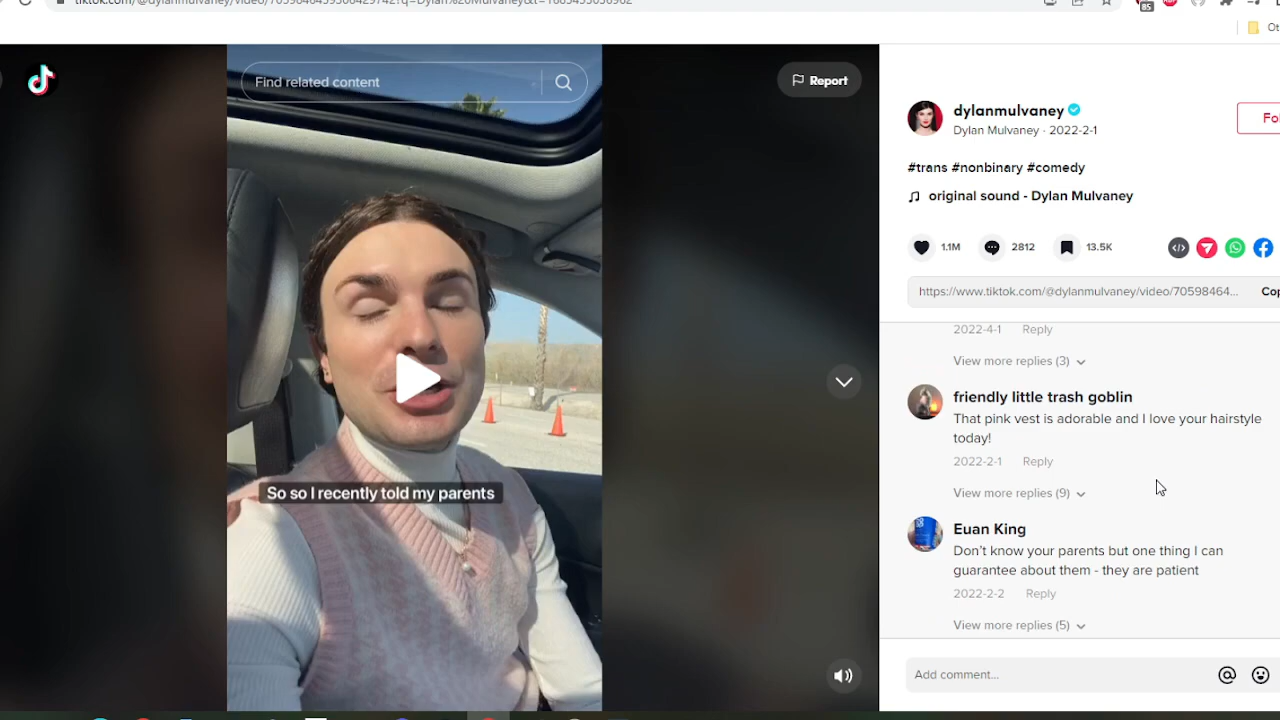 85
Ot
Find related content
Report
dylanmulvaney
Dylan Mulvaney · 2022-2-1
Fol
#trans #nonbinary #comedy
original sound - Dylan Mulvaney
1.1M
2812
13.5K
https://www.tiktok.com/@dylanmulvaney/video/70598464...
Cop
2022-4-1 Reply
View more replies (3)
friendly little trash goblin
That pink vest is adorable and I love your hairstyle
today!
2022-2-1 Reply
View more replies (9)
So so I recently told my parents
Euan King
Don't know your parents but one thing I can
guarantee about them - they are patient
2022-2-2 Reply
View more replies (5)
Add comment...